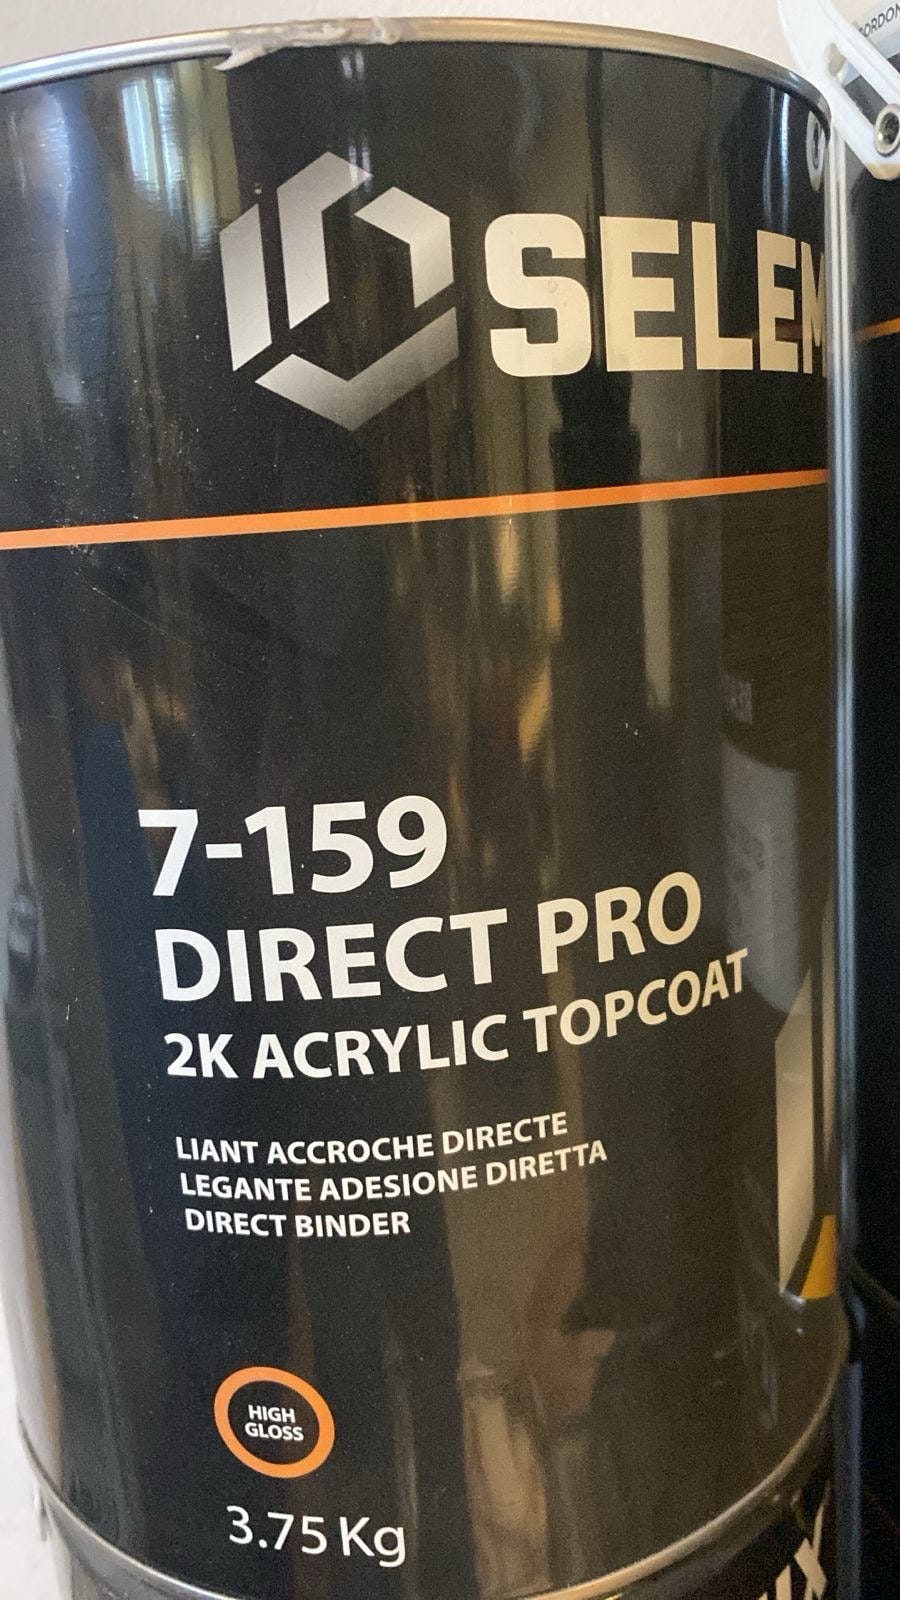 SELEM
7-159
DIRECT PRO
2K ACRYLIC TOPCOAT
LIANT ACCROCHE DIRECTE
LEGANTE ADESIONE DIRETTA
DIRECT BINDER
HIGH
GLOSS
3.75 Kg